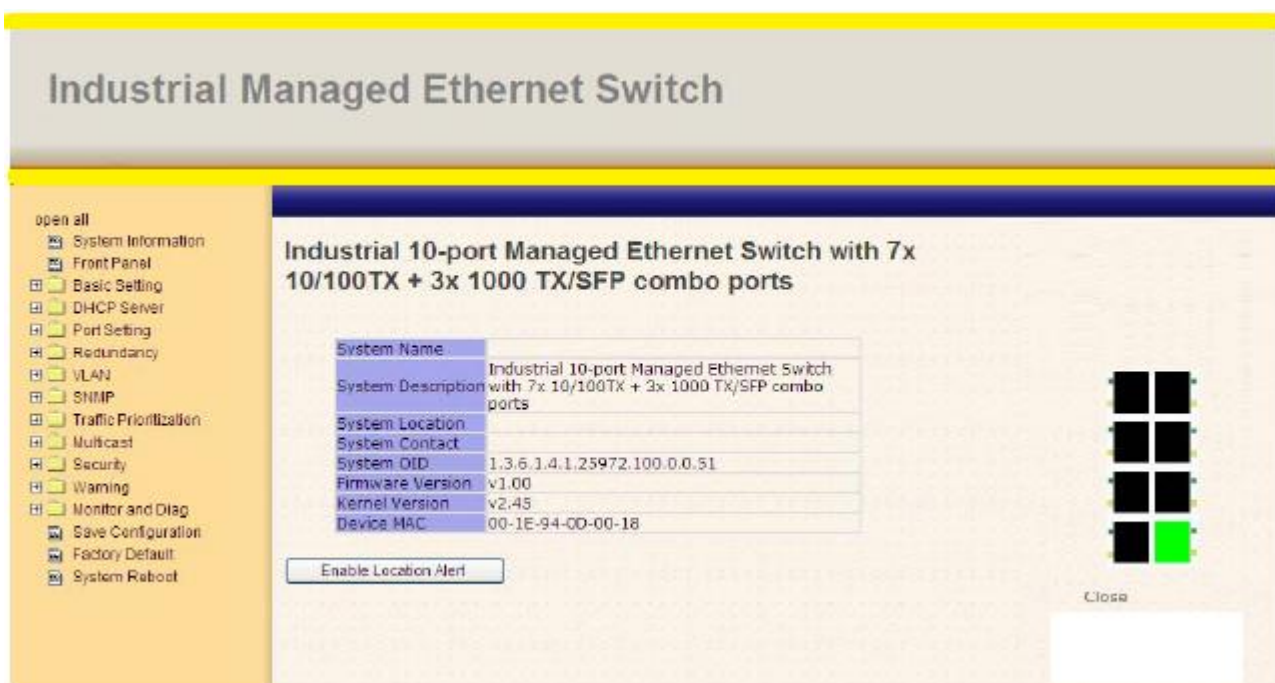 Industrial Managed Ethernet Switch
open all
System Information
Front Panel
Basic Setting
DHCP Server
Port Setting
Redundancy
VLAN
SNMP
Traffic Prioritization
Multicast
Security
Warning
Monitor and Diag
Save Configuration
Factory Default
System Reboot
Industrial 10-port Managed Ethernet Switch with 7x
10/100TX + 3x 1000 TX/SFP combo ports
System Name
System Description
Industrial 10-port Managed Ethernet Switch
with 7x 10/100TX + 3x 1000 TX/SFP combo
ports
System Location
System Contact
System OID 1.3.6.1.4.1.25972.100.0.0.51
Firmware Version v1.00
Kernel Version v2.45
Device MAC 00-1E-94-0D-00-18
Enable Location Alert
Close